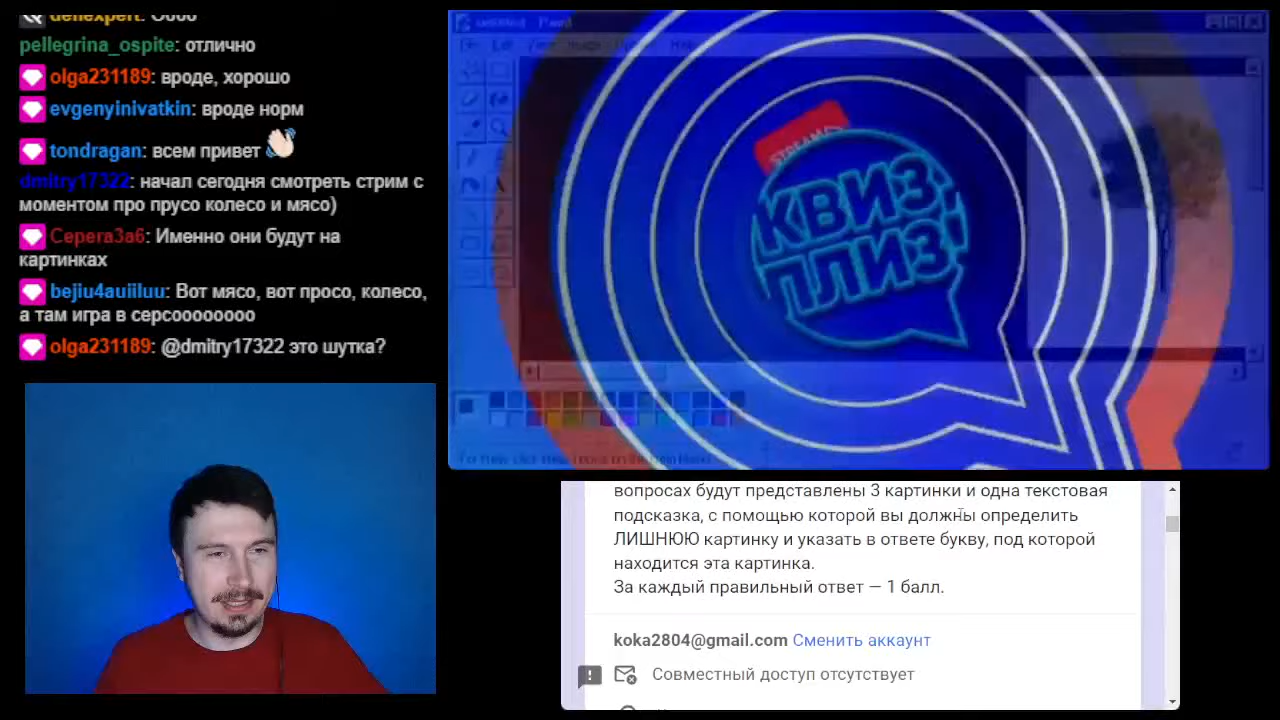 deffexpert:
pellegrina_ospite: отлично
olga231189: вроде, хорошо
evgenyinivatkin: вроде норм
tondragan: всем привет
dmitry17322: начал сегодня смотреть стрим с
моментом про прусо колесо и мясо)
Cepera3a6: Именно они будут на
картинках
bejiu4auiiluu: Вот мясо, вот просо, колесо,
а там игра в серсоооооооо
olga231189: @dmitry17322 это шутка?
untitled - Paint
STREAM
КВИЗ,
ПЛИЗ!
вопросах будут представлены 3 картинки и одна текстовая
подсказка, с помощью которой вы должны определить
ЛИШНЮЮ картинку и указать в ответе букву, под которой
находится эта картинка.
За каждый правильный ответ — 1 балл.
koka2804@gmail.com Сменить аккаунт
Совместный доступ отсутствует